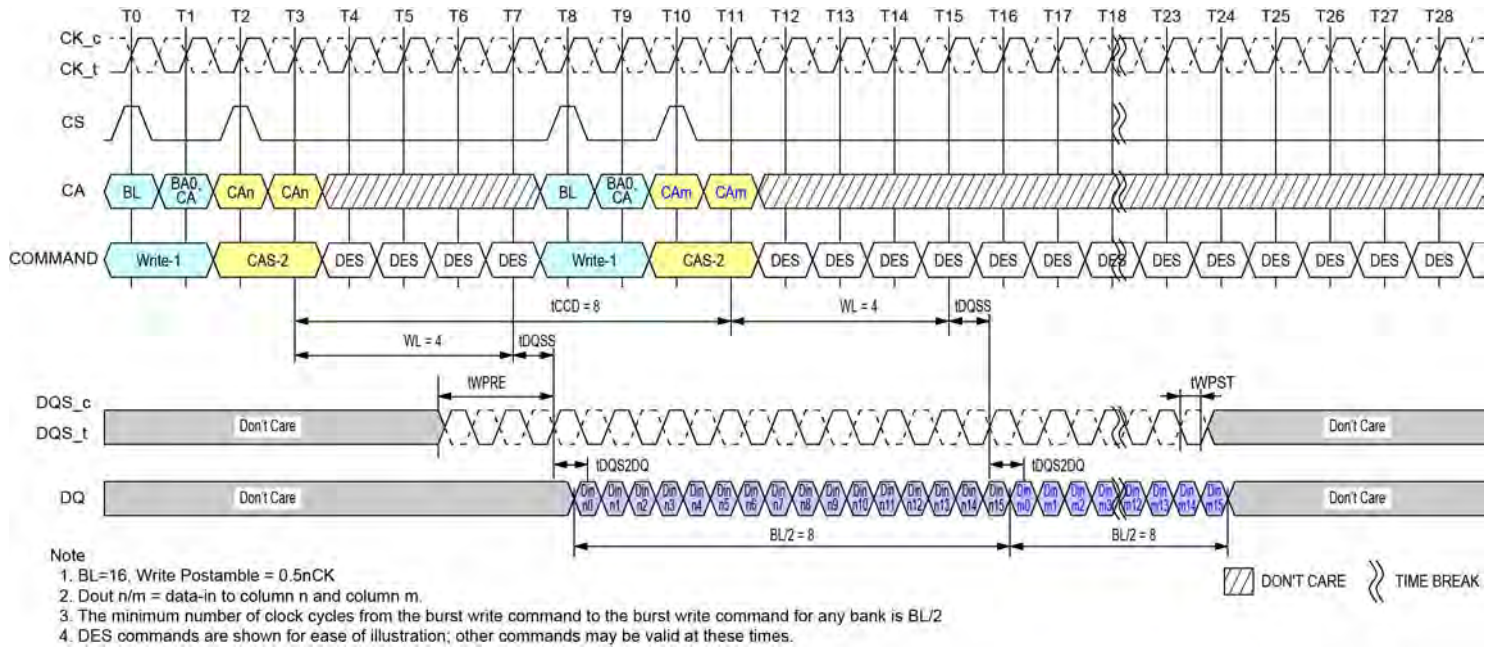 T0 T1 T2 T3 T4 T5 T6 T7 T8 T9 T10 T11 T12 T13 T14 T15 T16 T17 T18 T23 T24 T25 T26 T27 T28
CK_c
CK_t
CS
CA BL BA0, CA CAn CAn BL BA0, CA CAm CAm
COMMAND Write-1 CAS-2 DES DES DES DES Write-1 CAS-2 DES DES DES DES DES DES DES DES DES DES DES DES DES
tCCD = 8 WL = 4 tDQSS
WL = 4 tDQSS
tWPRE tWPST
DQS_c
DQS_t Don't Care Don't Care
tDQS2DQ tDQS2DQ
DQ Don't Care Din n0 Din n1 Din n2 Din n3 Din n4 Din n5 Din n6 Din n7 Din n8 Din n9 Din n10 Din n11 Din n12 Din n13 Din n14 Din n15 Din m0 Din m1 Din m2 Din m3 Din m12 Din m13 Din m14 Din m15 Don't Care
BL/2 = 8 BL/2 = 8
Note
1. BL=16, Write Postamble = 0.5nCK
2. Dout n/m = data-in to column n and column m.
3. The minimum number of clock cycles from the burst write command to the burst write command for any bank is BL/2
4. DES commands are shown for ease of illustration; other commands may be valid at these times.
DON'T CARE TIME BREAK